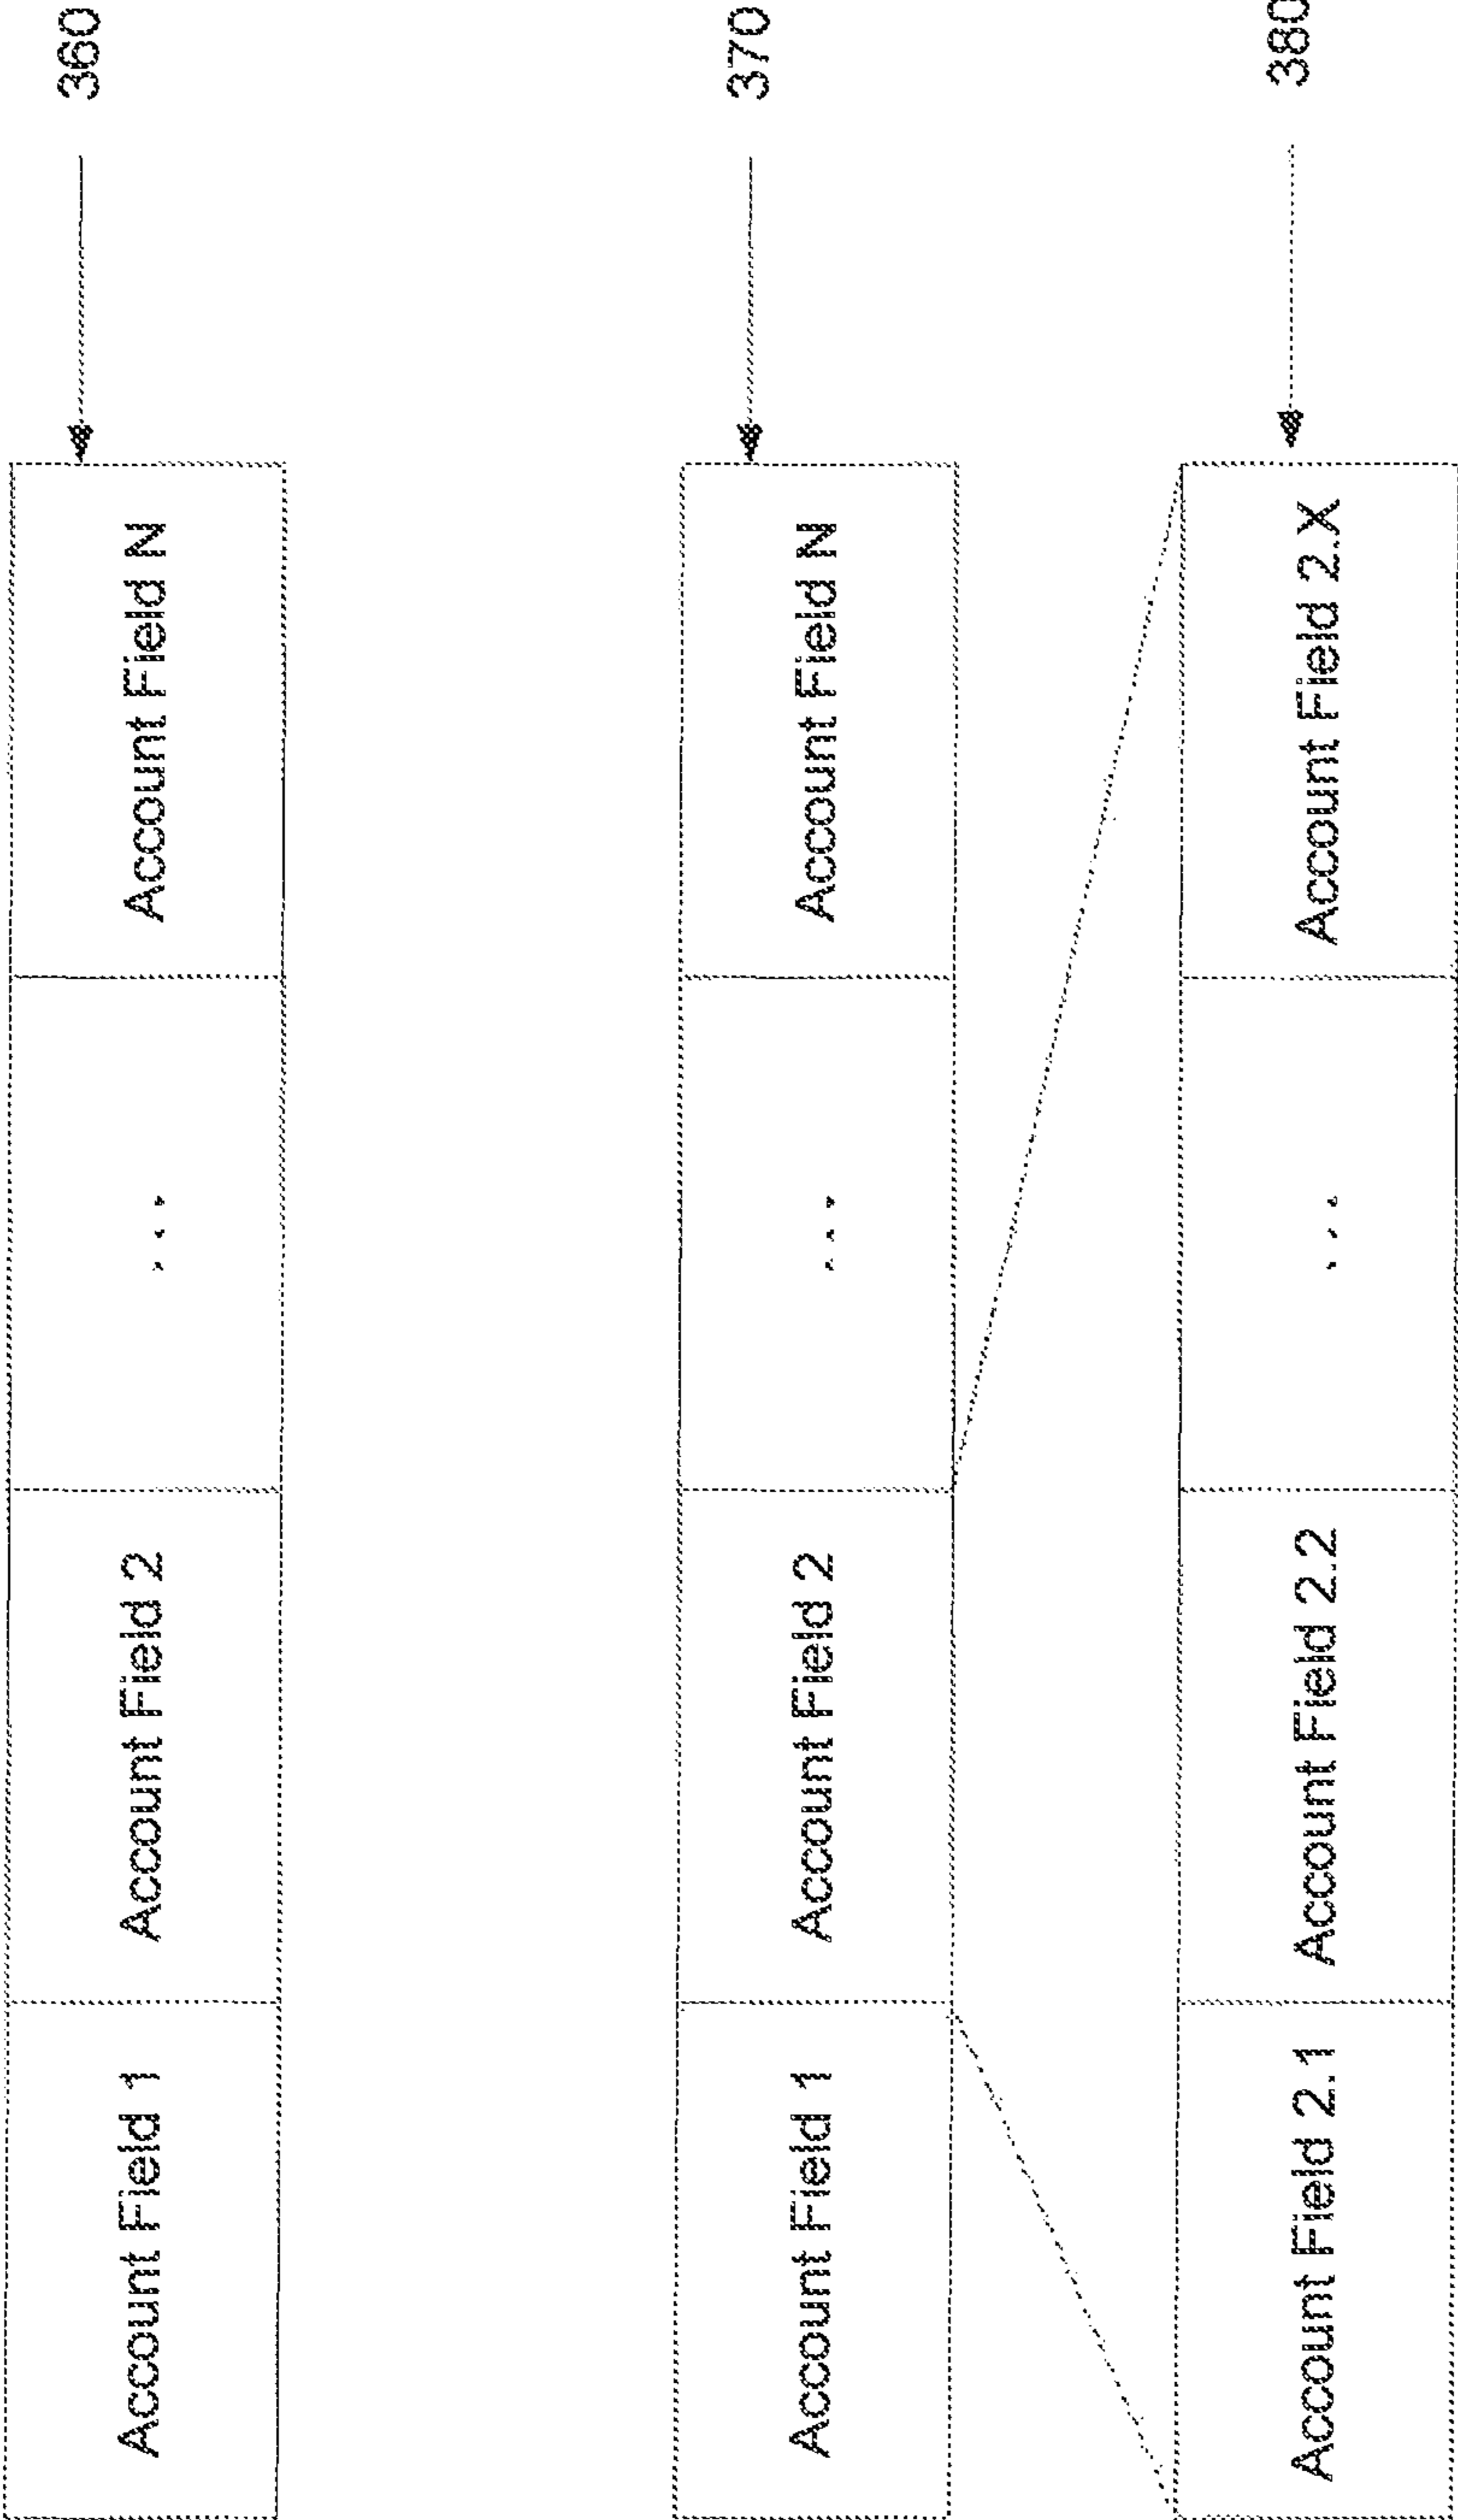 Account Field 1 Account Field 2 ... Account Field N 360
Account Field 1 Account Field 2 ... Account Field N 370
Account Field 2.1 Account Field 2.2 ... Account Field 2.X 380